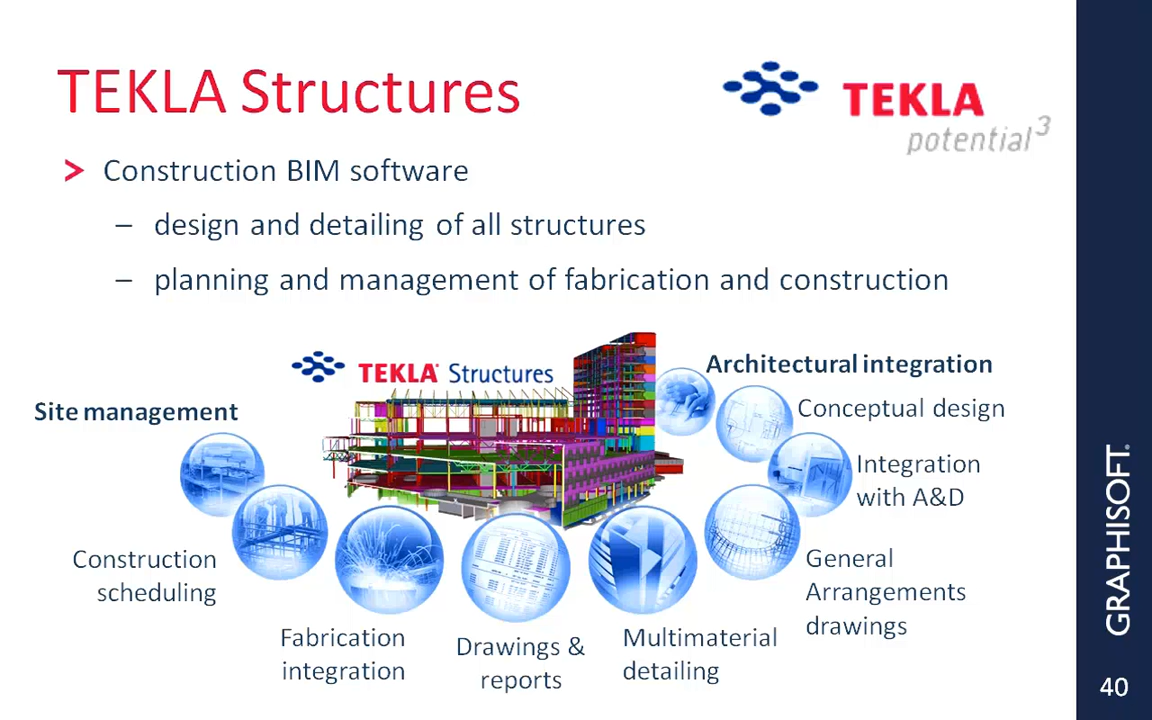 TEKLA Structures
TEKLA
potential³
> Construction BIM software
– design and detailing of all structures
– planning and management of fabrication and construction
TEKLA® Structures
Architectural integration
Site management
Conceptual design
Integration
with A&D
Construction
scheduling
General
Arrangements
drawings
Fabrication
integration
Drawings &
reports
Multimaterial
detailing
GRAPHISOFT®
40